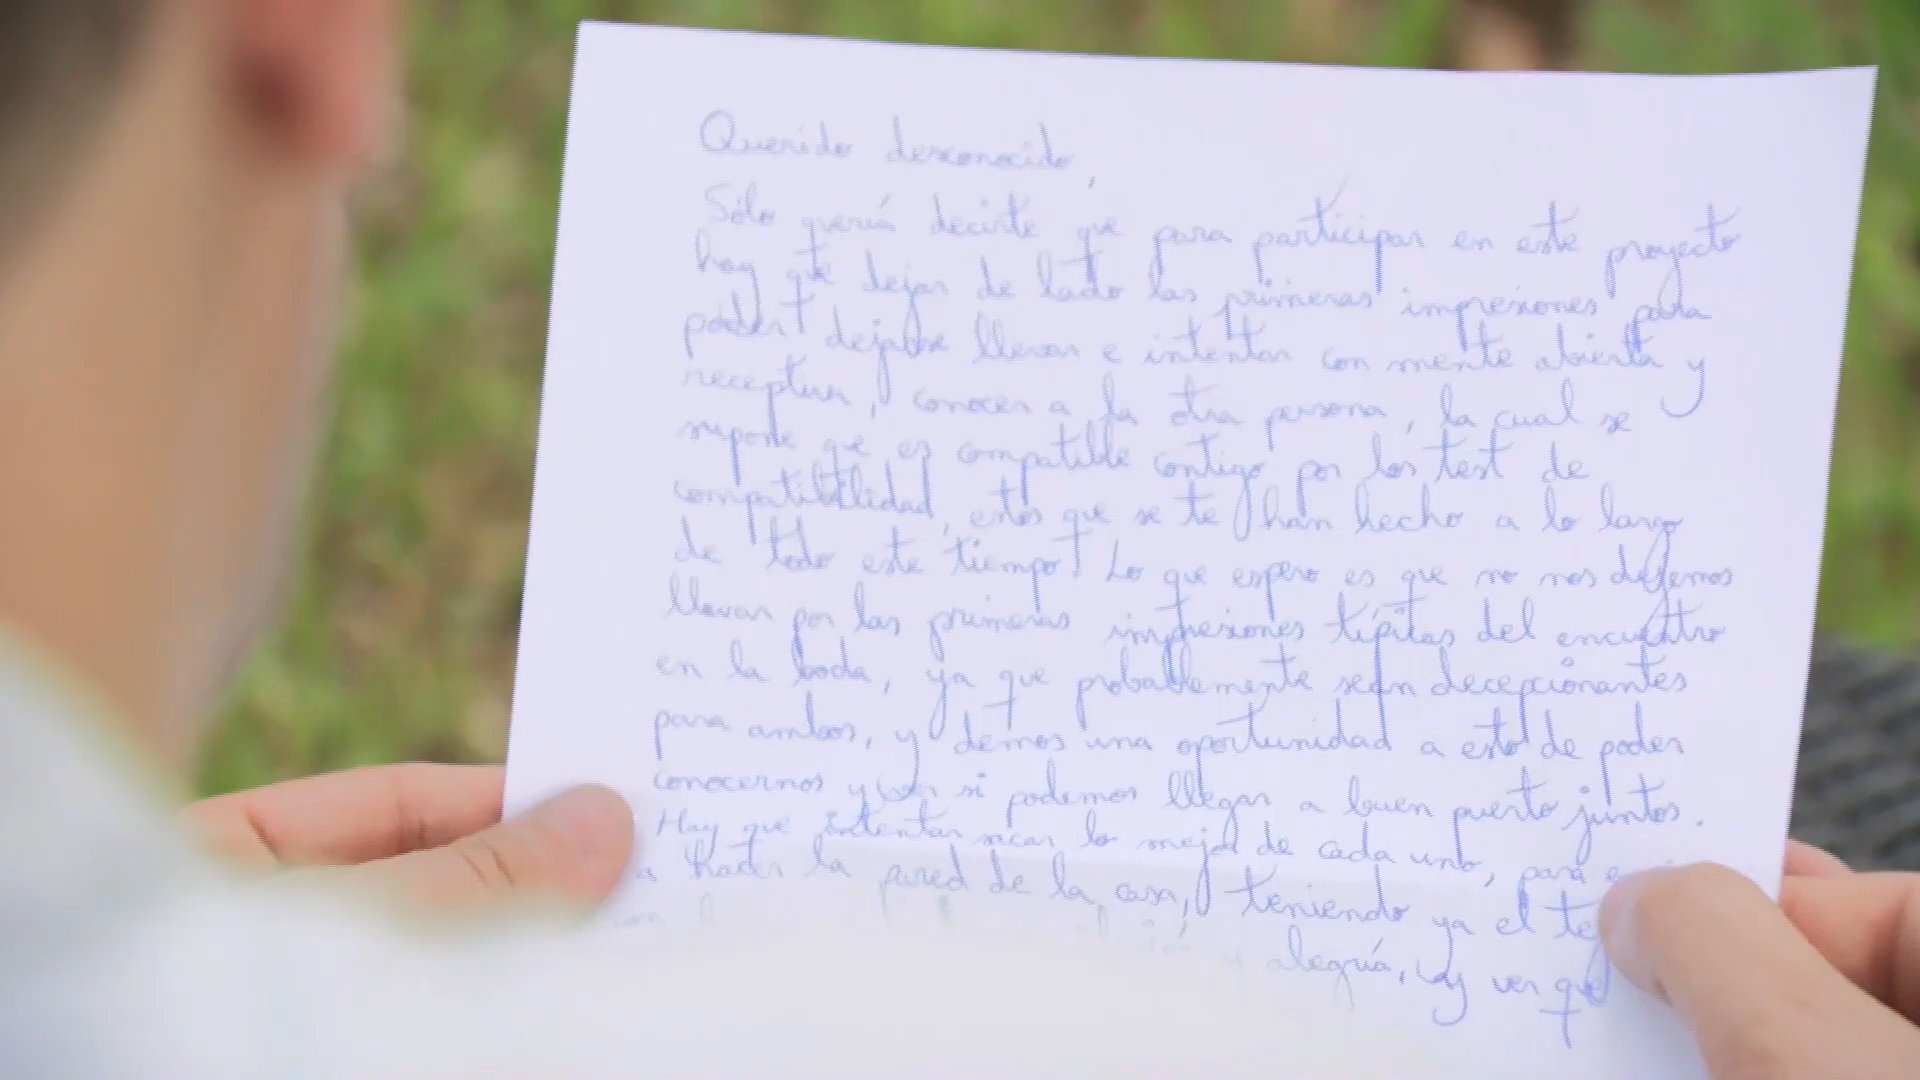 Querido desconocido,
Sólo quería decirte que para participar en este proyecto
hay que dejar de lado las primeras impresiones para
poder dejarse llevar e intentar con mente abierta y
receptiva, conocer a la otra persona, la cual se
supone que es compatible contigo por los test de
compatibilidad, estos que se te han hecho a lo largo
de todo este tiempo. Lo que espero es que no nos dejemos
llevar por las primeras impresiones típicas del encuentro
en la boda, ya que probablemente sean decepcionantes
para ambos, y demos una oportunidad a esto de poder
conocernos y ver si podemos llegar a buen puerto juntos.
Hay que intentar sacar lo mejor de cada uno, para
a hacer la pared de la casa, teniendo ya el
y alegría, y ver que